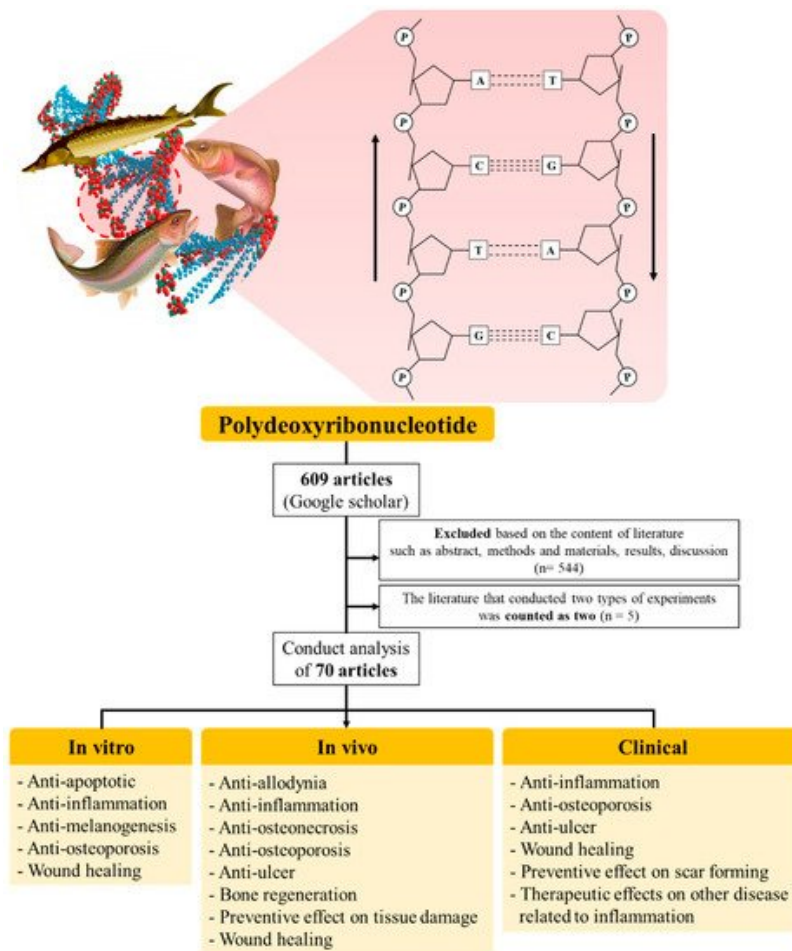 P P
A T
P P
C G
P P
T A
P P
G C
P P
Polydeoxyribonucleotide
609 articles
(Google scholar)
Excluded based on the content of literature
such as abstract, methods and materials, results, discussion
(n= 544)
The literature that conducted two types of experiments
was counted as two (n = 5)
Conduct analysis
of 70 articles
In vitro
- Anti-apoptotic
- Anti-inflammation
- Anti-melanogenesis
- Anti-osteoporosis
- Wound healing
In vivo
- Anti-allodynia
- Anti-inflammation
- Anti-osteonecrosis
- Anti-osteoporosis
- Anti-ulcer
- Bone regeneration
- Preventive effect on tissue damage
- Wound healing
Clinical
- Anti-inflammation
- Anti-osteoporosis
- Anti-ulcer
- Wound healing
- Preventive effect on scar forming
- Therapeutic effects on other disease
related to inflammation